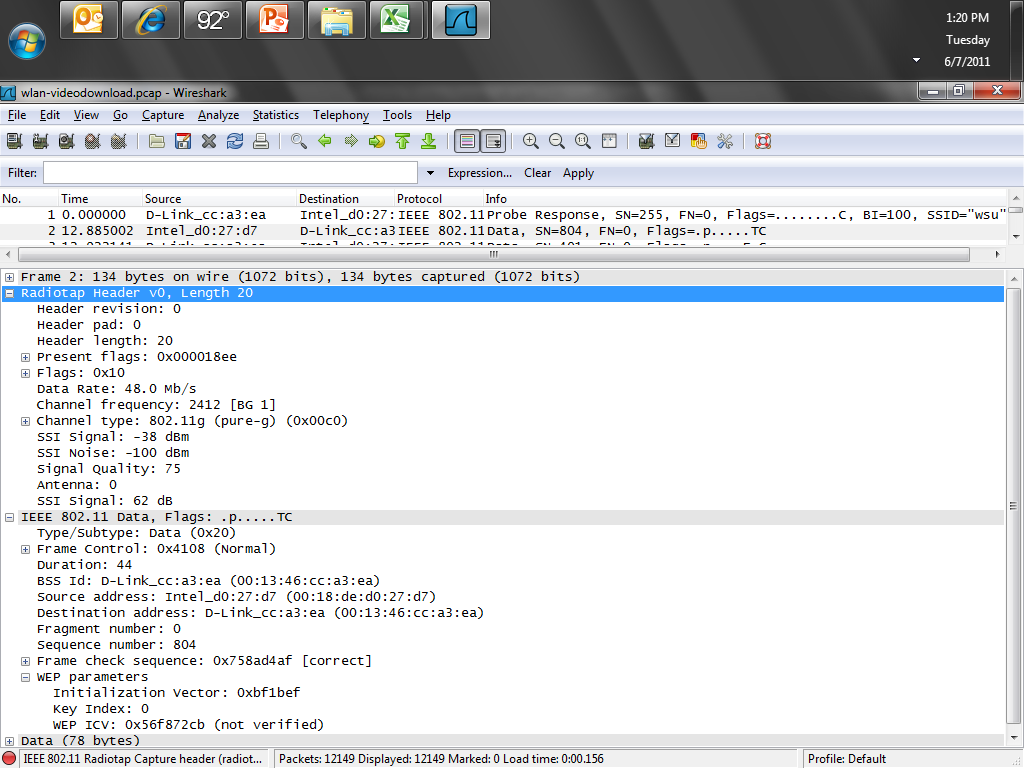 92°
1:20 PM
Tuesday
6/7/2011
wlan-videodownload.pcap - Wireshark
File Edit View Go Capture Analyze Statistics Telephony Tools Help
Filter: Expression... Clear Apply
No. Time Source Destination Protocol Info
1 0.000000 D-Link_cc:a3:ea Intel_d0:27: IEEE 802.11 Probe Response, SN=255, FN=0, Flags=........C, BI=100, SSID="wsu"
2 12.885002 Intel_d0:27:d7 D-Link_cc:a3 IEEE 802.11 Data, SN=804, FN=0, Flags=.p.....TC
Frame 2: 134 bytes on wire (1072 bits), 134 bytes captured (1072 bits)
Radiotap Header v0, Length 20
Header revision: 0
Header pad: 0
Header length: 20
Present flags: 0x000018ee
Flags: 0x10
Data Rate: 48.0 Mb/s
Channel frequency: 2412 [BG 1]
Channel type: 802.11g (pure-g) (0x00c0)
SSI Signal: -38 dBm
SSI Noise: -100 dBm
Signal Quality: 75
Antenna: 0
SSI Signal: 62 dB
IEEE 802.11 Data, Flags: .p.....TC
Type/Subtype: Data (0x20)
Frame Control: 0x4108 (Normal)
Duration: 44
BSS Id: D-Link_cc:a3:ea (00:13:46:cc:a3:ea)
Source address: Intel_d0:27:d7 (00:18:de:d0:27:d7)
Destination address: D-Link_cc:a3:ea (00:13:46:cc:a3:ea)
Fragment number: 0
Sequence number: 804
Frame check sequence: 0x758ad4af [correct]
WEP parameters
Initialization Vector: 0xbf1bef
Key Index: 0
WEP ICV: 0x56f872cb (not verified)
Data (78 bytes)
IEEE 802.11 Radiotap Capture header (radiot... Packets: 12149 Displayed: 12149 Marked: 0 Load time: 0:00.156 Profile: Default